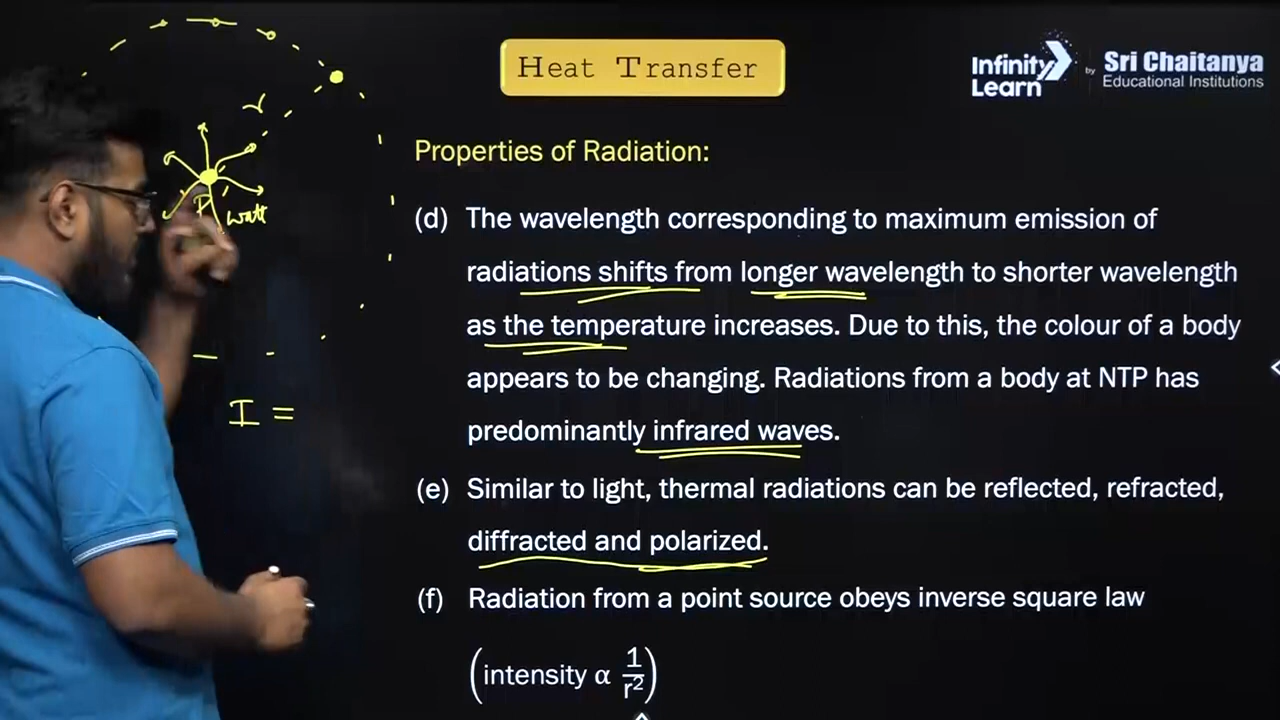 Heat Transfer
Infinity Learn by Sri Chaitanya Educational Institutions
Properties of Radiation:
(d) The wavelength corresponding to maximum emission of
radiations shifts from longer wavelength to shorter wavelength
as the temperature increases. Due to this, the colour of a body
appears to be changing. Radiations from a body at NTP has
predominantly infrared waves.
(e) Similar to light, thermal radiations can be reflected, refracted,
diffracted and polarized.
(f) Radiation from a point source obeys inverse square law
(intensity α 1/r²)
r
P watt
I =